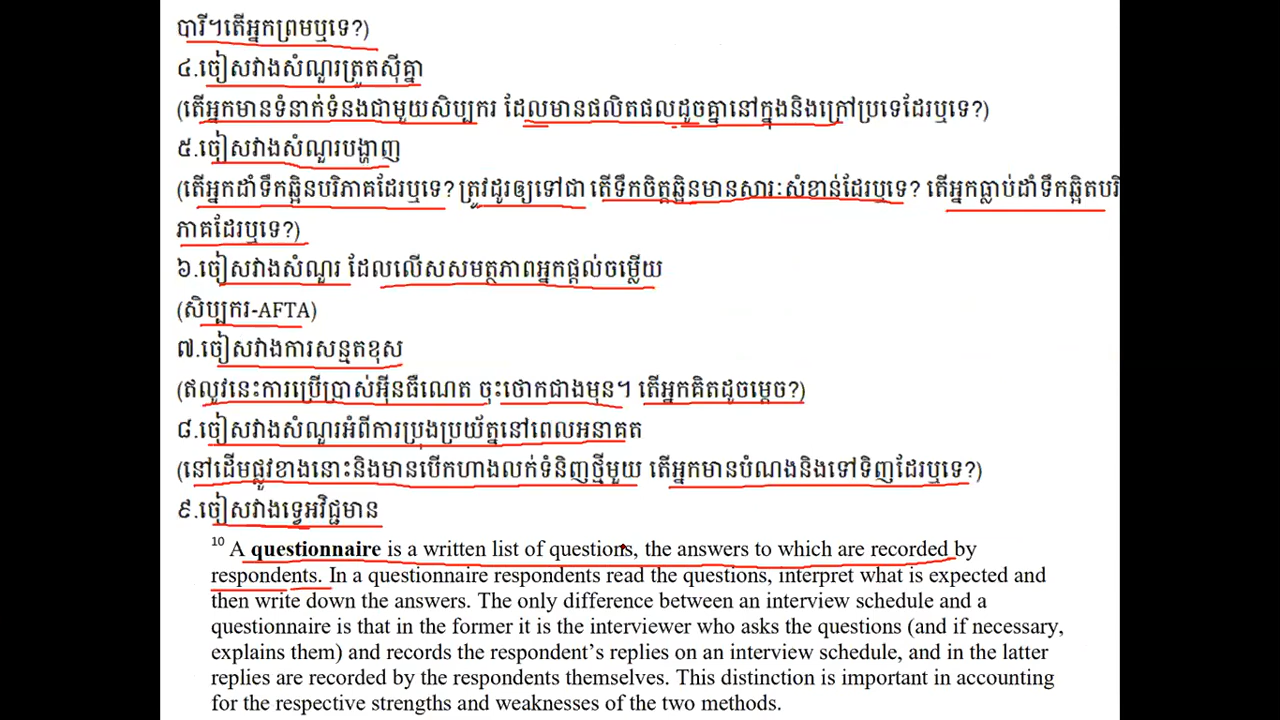 បារី។តើអ្នកព្រមឬទេ?)
៤.ចៀសវាងសំណួរត្រួតស៊ីគ្នា
(តើអ្នកមានទំនាក់ទំនងជាមួយសិប្បករ ដែលមានផលិតផលដូចគ្នានៅក្នុងនិងក្រៅប្រទេដែរឬទេ?)
៥.ចៀសវាងសំណួរបង្ហាញ
(តើអ្នកដាំទឹកឆ្អិនបរិភាគដែរឬទេ? ត្រូវដូរឲ្យទៅជា តើទឹកចិត្តឆ្អិនមានសារៈសំខាន់ដែរឬទេ? តើអ្នកធ្លាប់ដាំទឹកឆ្អិតបរិ
ភាគដែរឬទេ?)
៦.ចៀសវាងសំណួរ ដែលលើសសមត្ថភាពអ្នកផ្តល់ចម្លើយ
(សិប្បករ-AFTA)
៧.ចៀសវាងការសន្មតខុស
(ឥលូវនេះការប្រើប្រាស់អ៊ីនធឺណេត ចុះថោកជាងមុន។ តើអ្នកគិតដូចម្តេច?)
៨.ចៀសវាងសំណួរអំពីការប្រុងប្រយ័ត្ននៅពេលអនាគត
(នៅដើមផ្លូវខាងនោះនិងមានបើកហាងលក់ទំនិញថ្មីមួយ តើអ្នកមានបំណងនិងទៅទិញដែរឬទេ?)
៩.ចៀសវាងទ្វេអវិជ្ជមាន
10 A questionnaire is a written list of questions, the answers to which are recorded by
respondents. In a questionnaire respondents read the questions, interpret what is expected and
then write down the answers. The only difference between an interview schedule and a
questionnaire is that in the former it is the interviewer who asks the questions (and if necessary,
explains them) and records the respondent's replies on an interview schedule, and in the latter
replies are recorded by the respondents themselves. This distinction is important in accounting
for the respective strengths and weaknesses of the two methods.